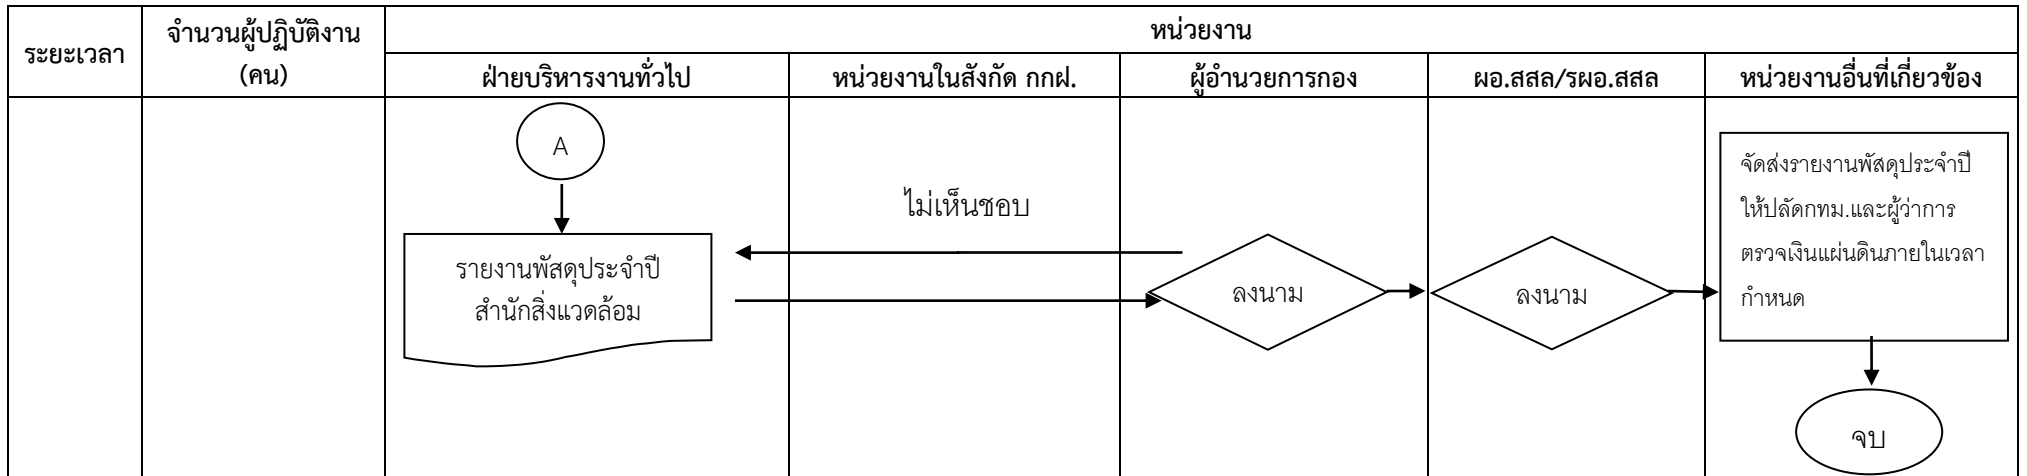 ระยะเวลา
จำนวนผู้ปฏิบัติงาน
(คน)
หน่วยงาน
ฝ่ายบริหารงานทั่วไป
หน่วยงานในสังกัด กกฝ.
ผู้อำนวยการกอง
ผอ.สสล/รผอ.สสล
หน่วยงานอื่นที่เกี่ยวข้อง
A
ไม่เห็นชอบ
รายงานพัสดุประจำปี
สำนักสิ่งแวดล้อม
ลงนาม
ลงนาม
จัดส่งรายงานพัสดุประจำปี
ให้ปลัดกทม.และผู้ว่าการ
ตรวจเงินแผ่นดินภายในเวลา
กำหนด
จบ